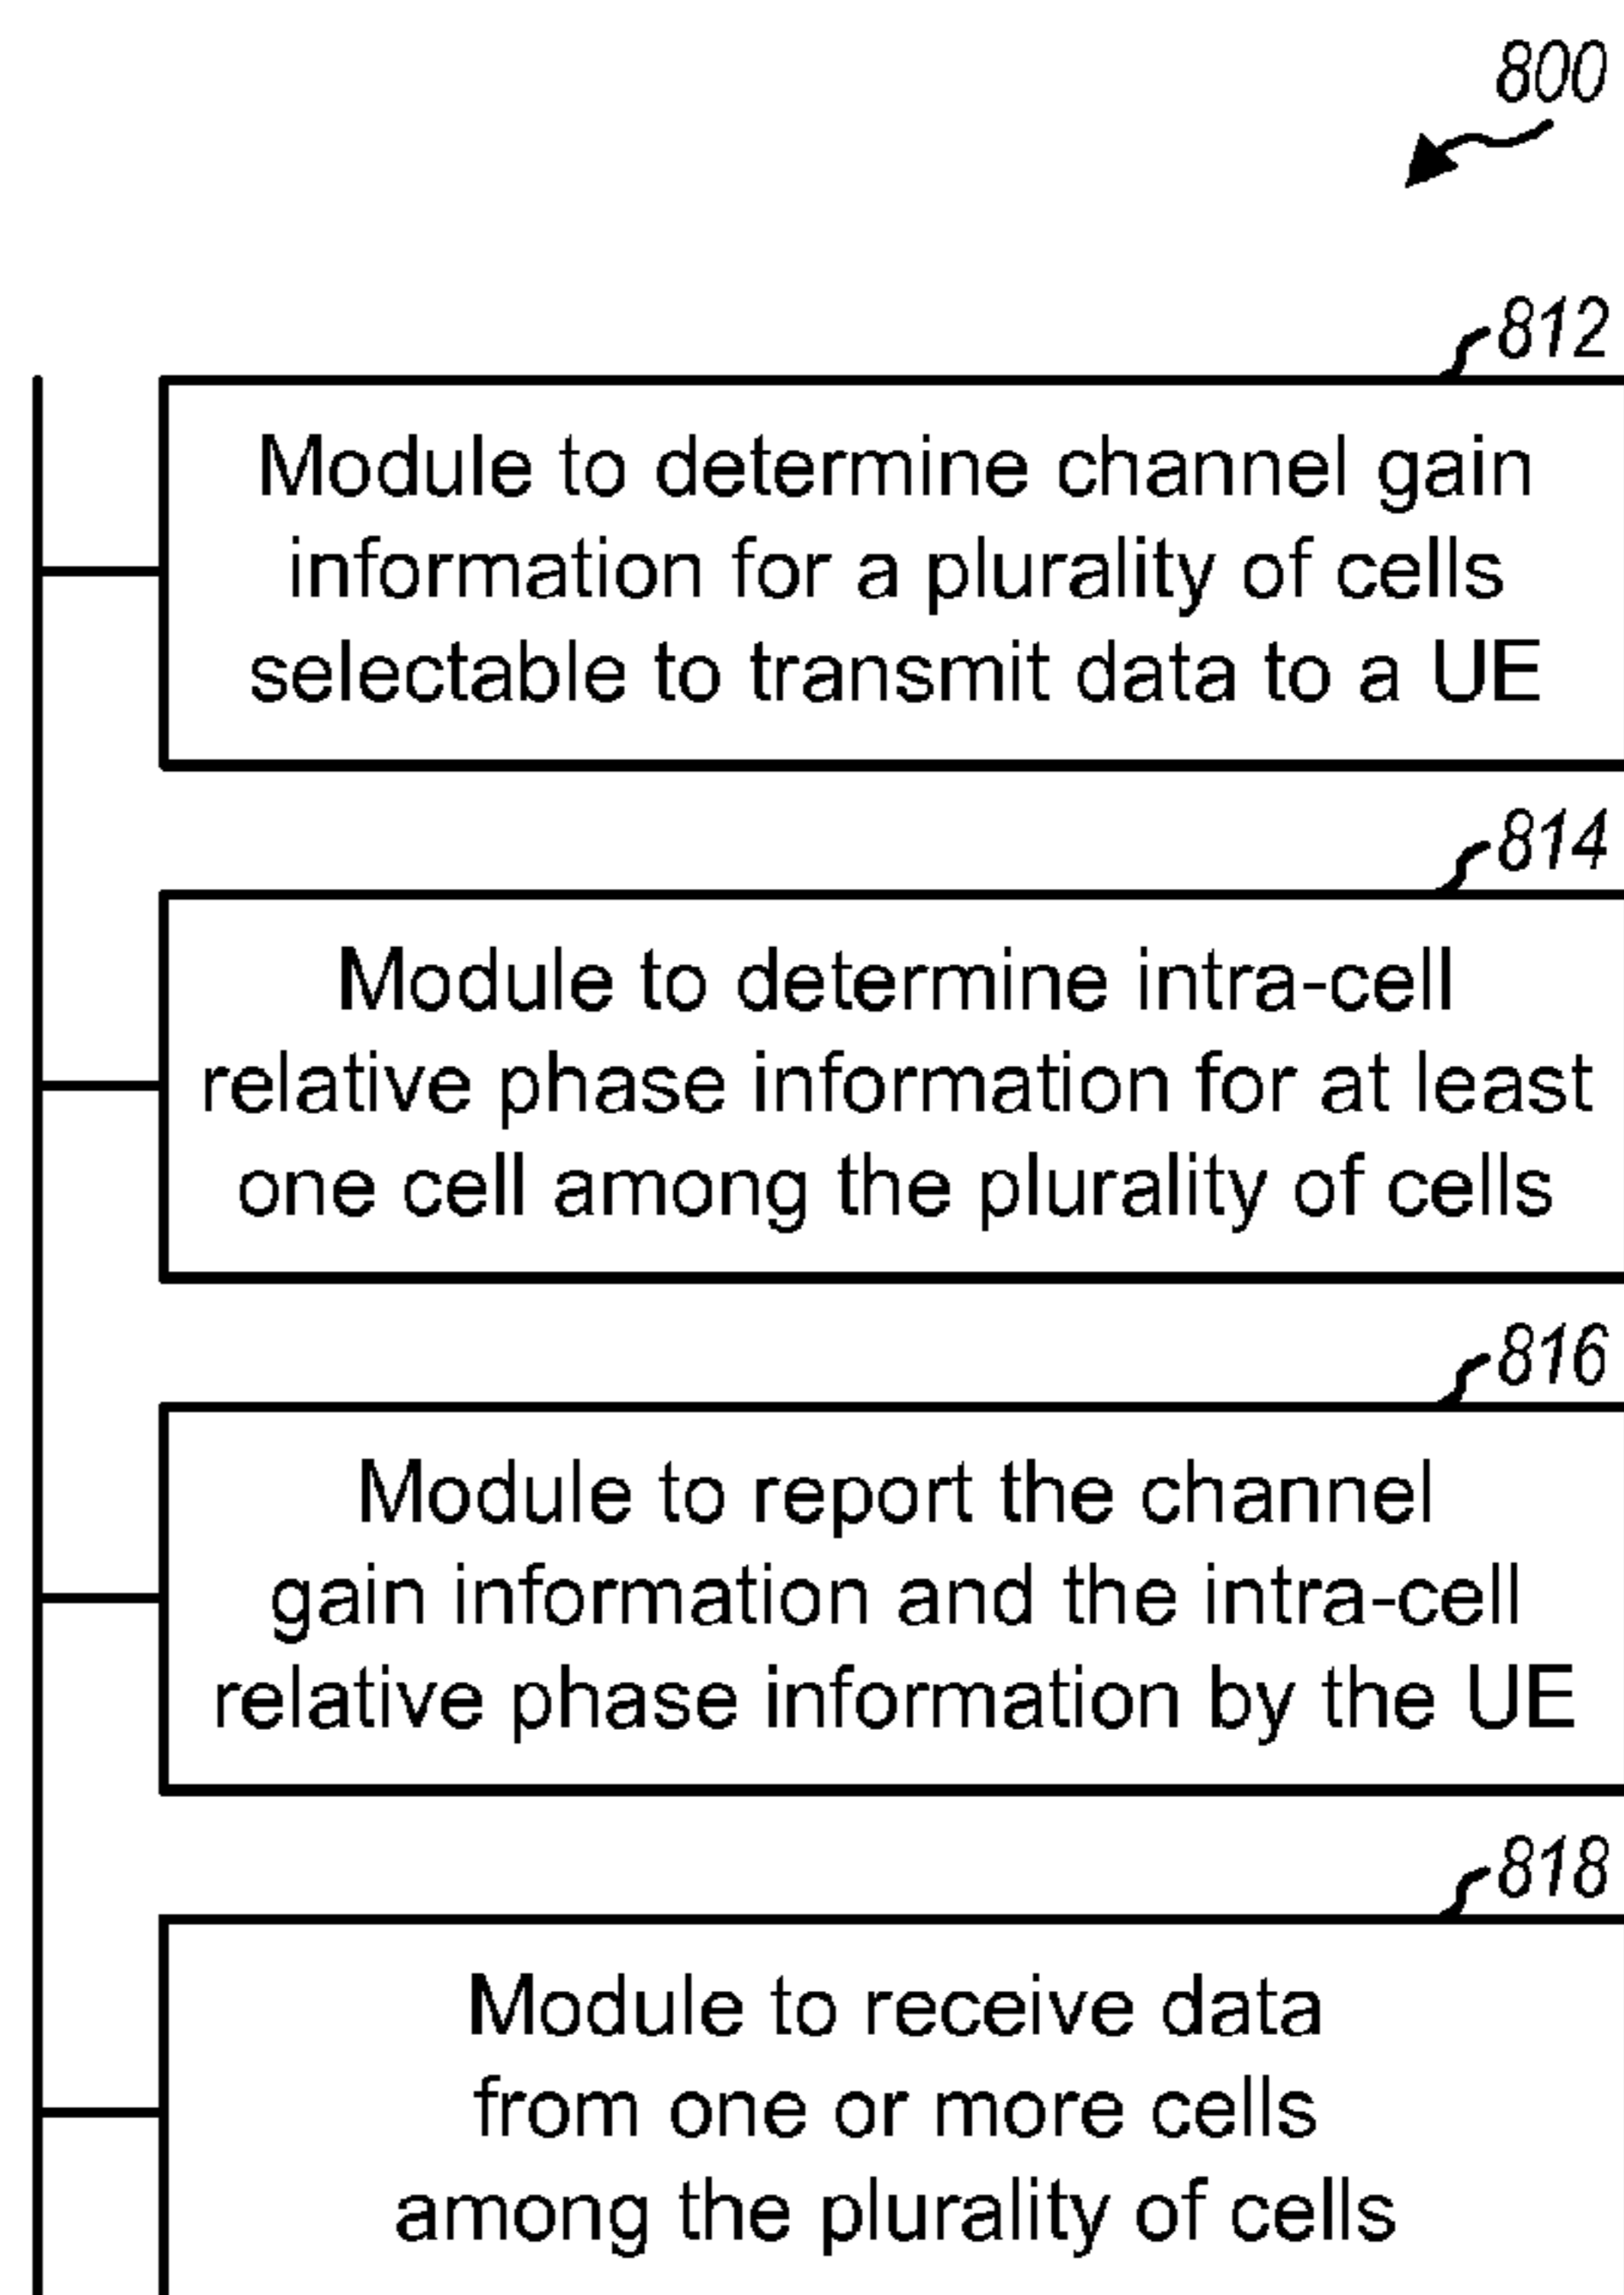 800
812
Module to determine channel gain
information for a plurality of cells
selectable to transmit data to a UE
814
Module to determine intra-cell
relative phase information for at least
one cell among the plurality of cells
816
Module to report the channel
gain information and the intra-cell
relative phase information by the UE
818
Module to receive data
from one or more cells
among the plurality of cells